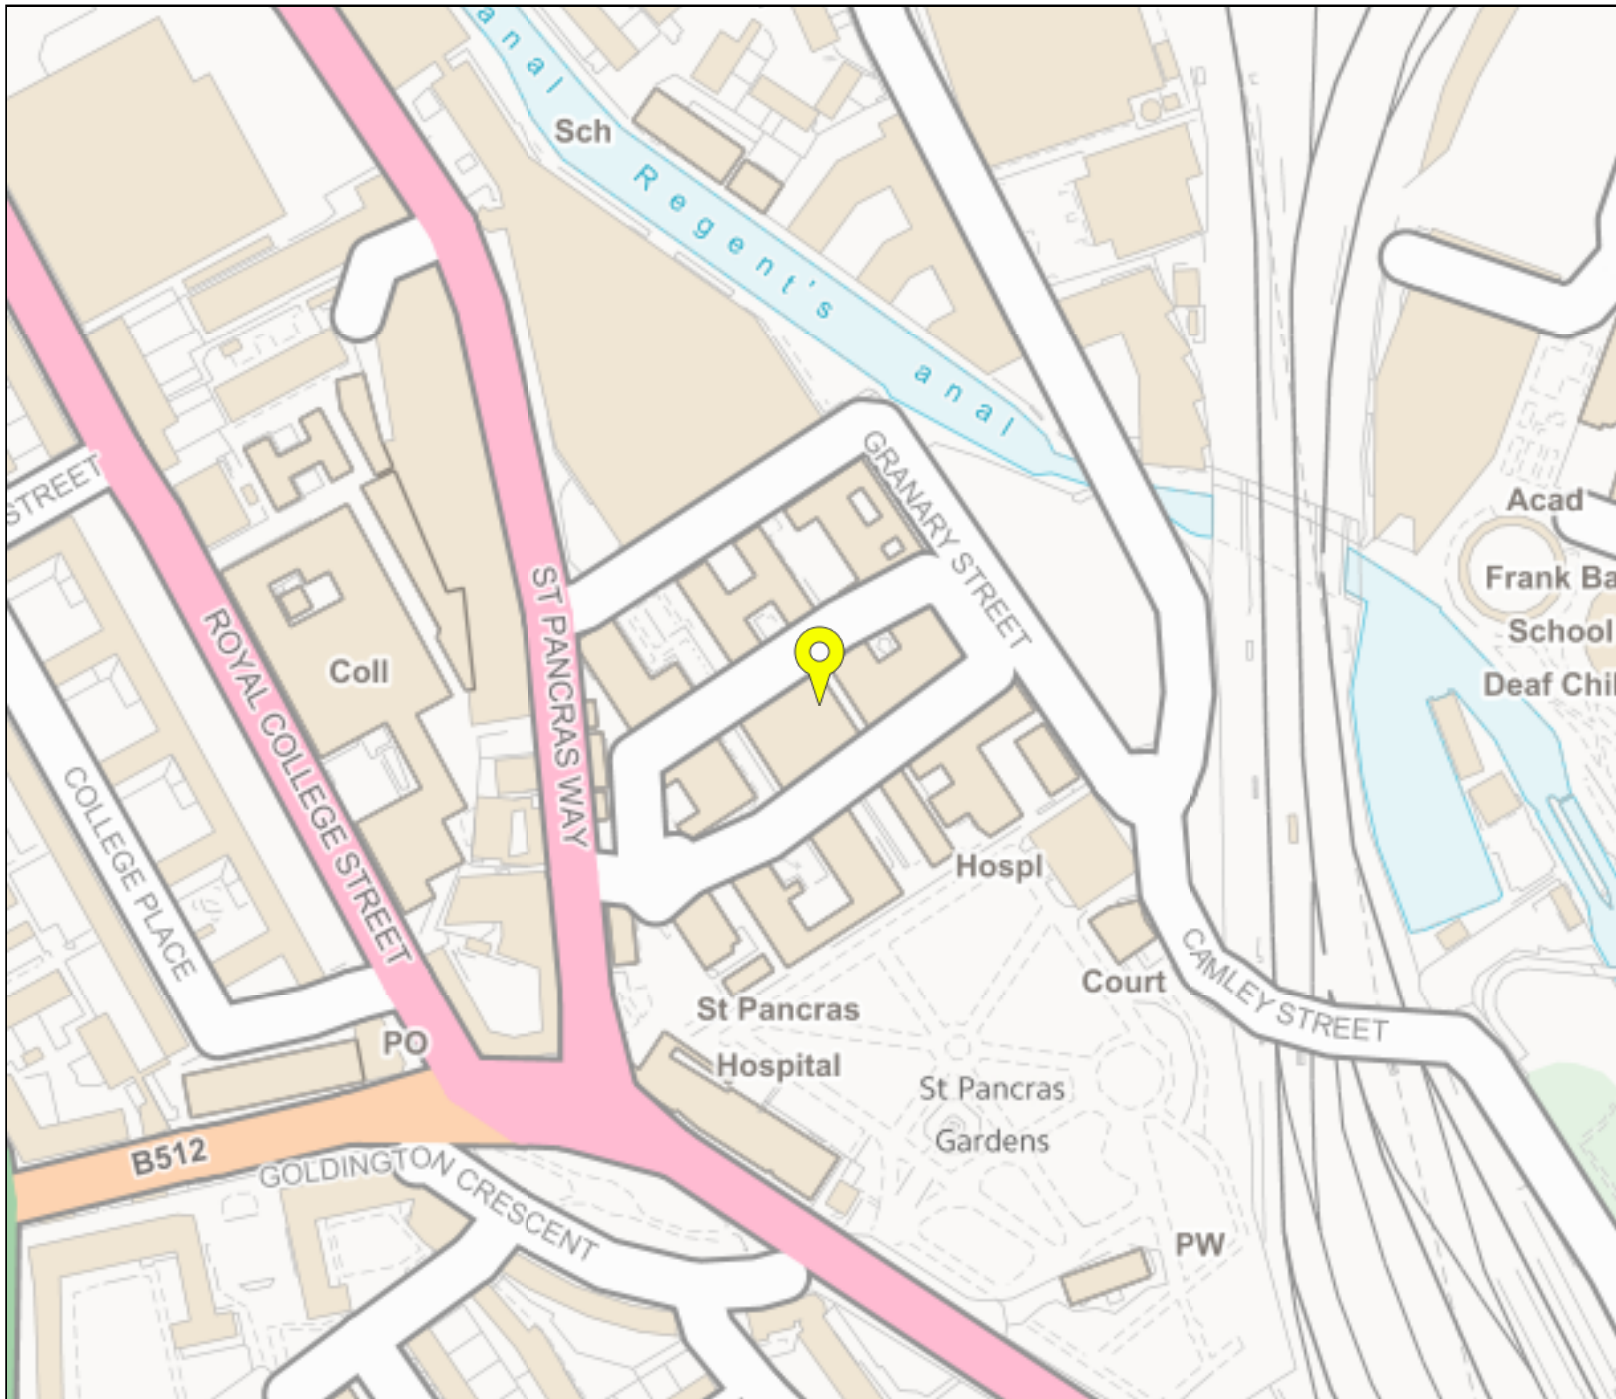 anal
Sch
Regent's
anal
STREET
GRANARY STREET
Acad
Frank Ba
School
Deaf Chil
ST PANCRAS WAY
ROYAL COLLEGE STREET
Coll
COLLEGE PLACE
Hospl
CAMLEY STREET
Court
St Pancras
Hospital
PO
St Pancras
Gardens
B512
GOLDINGTON CRESCENT
PW